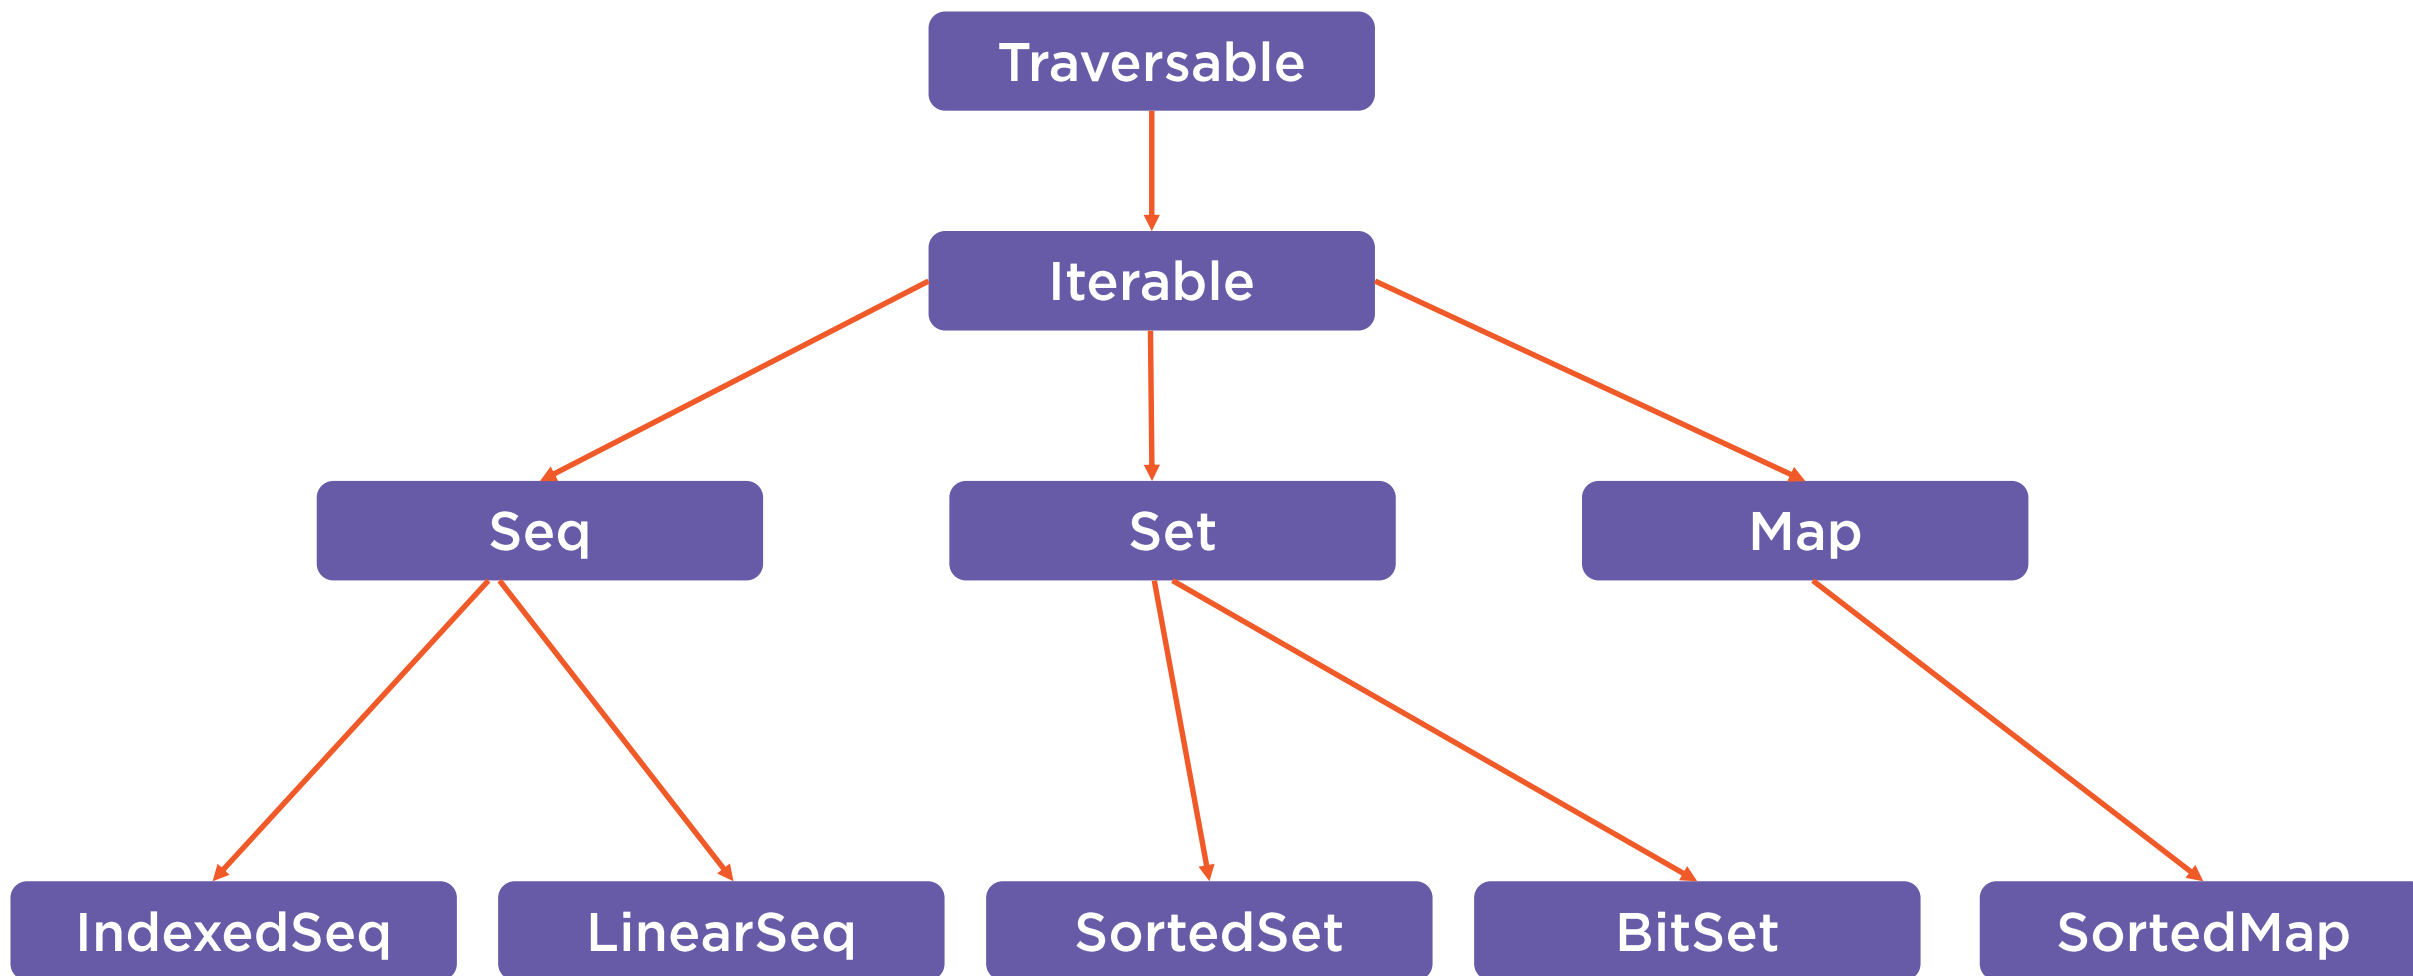 Traversable
Iterable
Seq
Set
Map
IndexedSeq
LinearSeq
SortedSet
BitSet
SortedMap